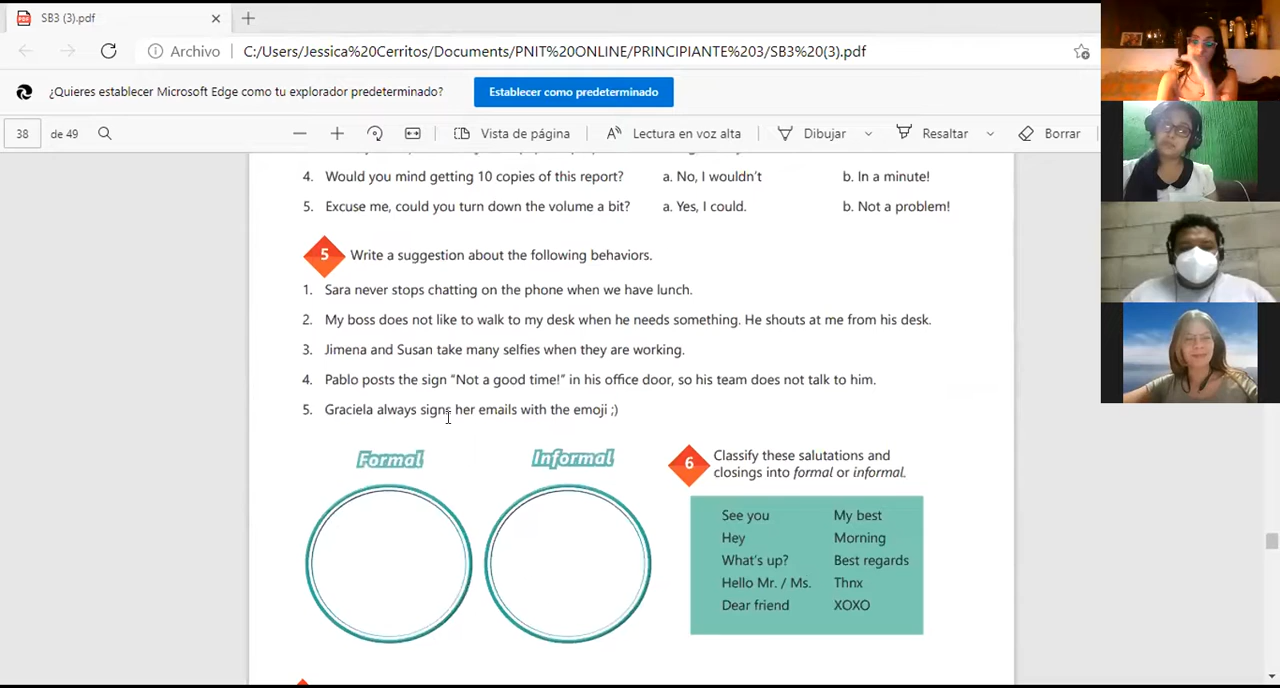 SB3 (3).pdf
Archivo
C:/Users/Jessica%20Cerritos/Documents/PNIT%20ONLINE/PRINCIPIANTE%203/SB3%20(3).pdf
¿Quieres establecer Microsoft Edge como tu explorador predeterminado?
Establecer como predeterminado
38 de 49
Vista de página
Lectura en voz alta
Dibujar
Resaltar
Borrar
4. Would you mind getting 10 copies of this report? a. No, I wouldn't b. In a minute!
5. Excuse me, could you turn down the volume a bit? a. Yes, I could. b. Not a problem!
5 Write a suggestion about the following behaviors.
1. Sara never stops chatting on the phone when we have lunch.
2. My boss does not like to walk to my desk when he needs something. He shouts at me from his desk.
3. Jimena and Susan take many selfies when they are working.
4. Pablo posts the sign “Not a good time!” in his office door, so his team does not talk to him.
5. Graciela always signs her emails with the emoji ;)
Formal
Informal
6 Classify these salutations and
closings into formal or informal.
See you My best
Hey Morning
What's up? Best regards
Hello Mr. / Ms. Thnx
Dear friend XOXO